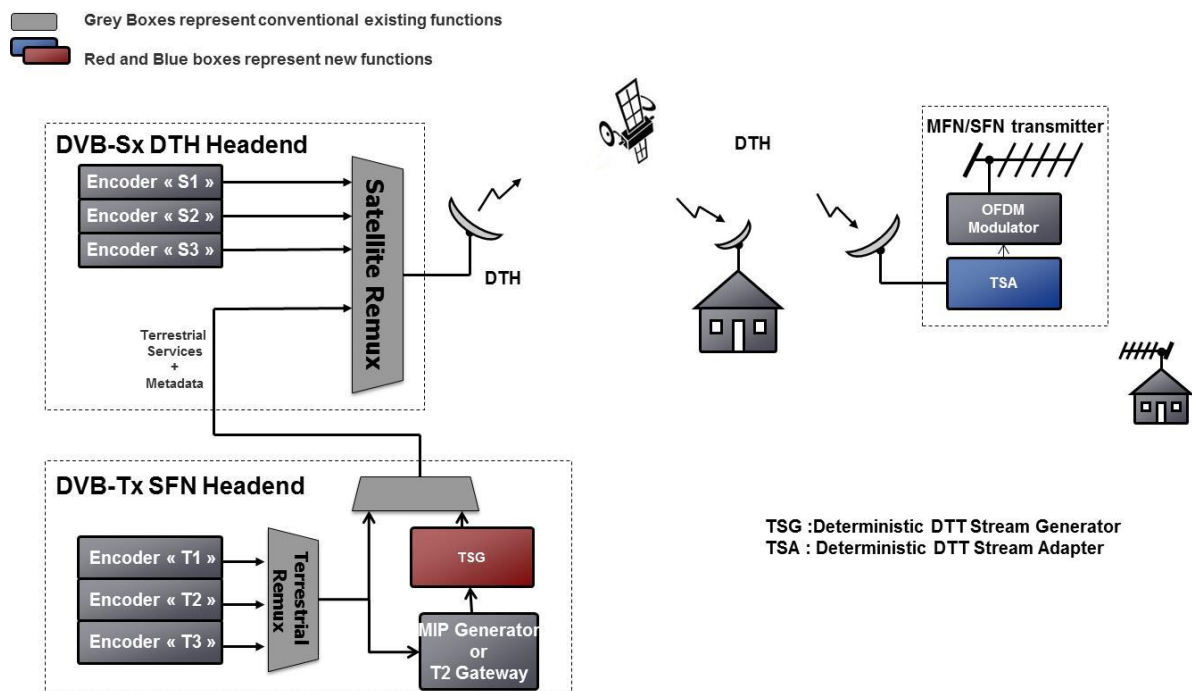 Grey Boxes represent conventional existing functions
Red and Blue boxes represent new functions
DVB-Sx DTH Headend
Encoder « S1 »
Encoder « S2 »
Encoder « S3 »
Satellite Remux
DTH
Terrestrial
Services
+
Metadata
DTH
MFN/SFN transmitter
OFDM
Modulator
TSA
DVB-Tx SFN Headend
Encoder « T1 »
Encoder « T2 »
Encoder « T3 »
Terrestrial
Remux
TSG
MIP Generator
or
T2 Gateway
TSG :Deterministic DTT Stream Generator
TSA : Deterministic DTT Stream Adapter